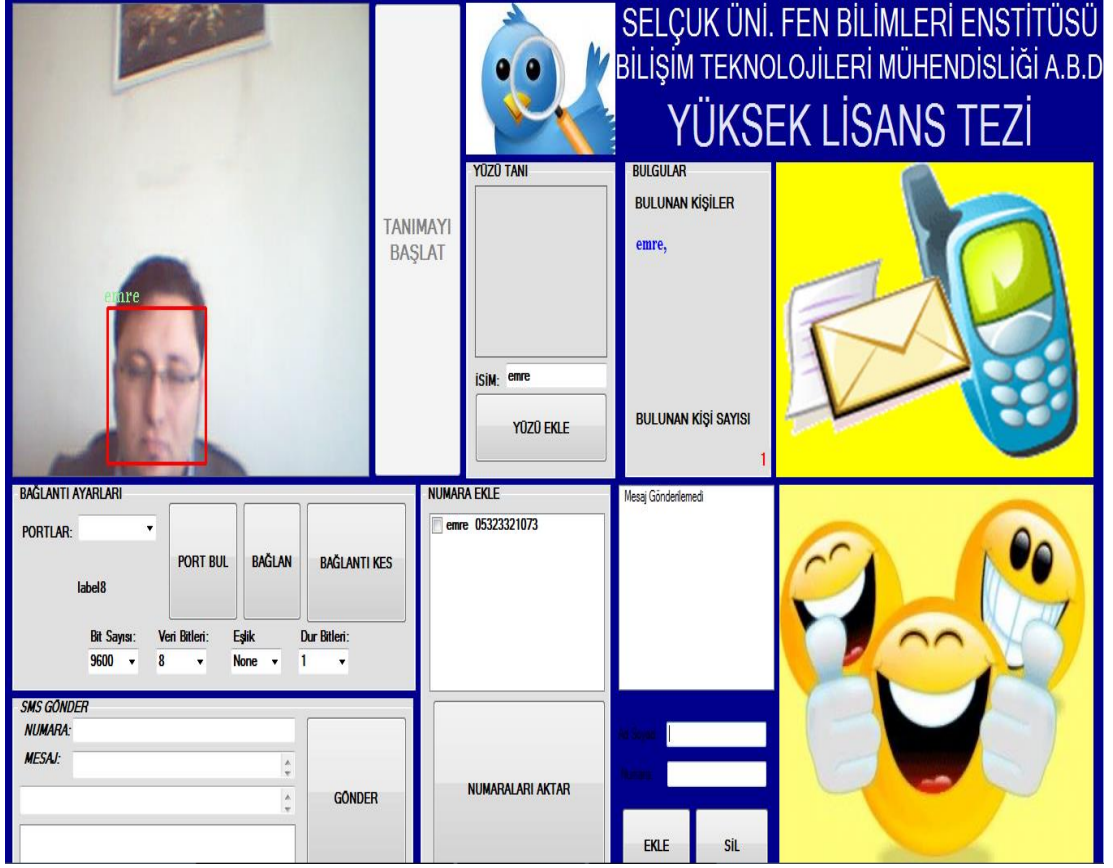 SELÇUK ÜNİ. FEN BİLİMLERİ ENSTİTÜSÜ
BİLİŞİM TEKNOLOJİLERİ MÜHENDİSLİĞİ A.B.D
YÜKSEK LİSANS TEZİ
emre
TANIMAYI
BAŞLAT
YÜZÜ TANI
İSİM: emre
YÜZÜ EKLE
BULGULAR
BULUNAN KİŞİLER
emre,
BULUNAN KİŞİ SAYISI
1
BAĞLANTI AYARLARI
PORTLAR:
PORT BUL
BAĞLAN
BAĞLANTI KES
label8
Bit Sayısı: Veri Bitleri: Eşlik Dur Bitleri:
9600 8 None 1
NUMARA EKLE
emre 05323321073
Mesaj Gönderilemedi
SMS GÖNDER
NUMARA:
MESAJ:
GÖNDER
NUMARALARI AKTAR
EKLE
SİL